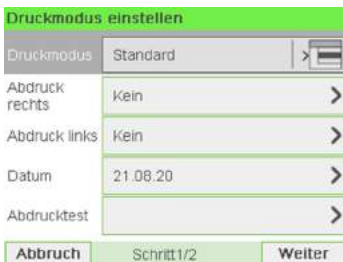 Druckmodus einstellen
Druckmodus Standard
Abdruck rechts Kein
Abdruck links Kein
Datum 21.08.20
Abdrucktest
Abbruch Schritt1/2 Weiter